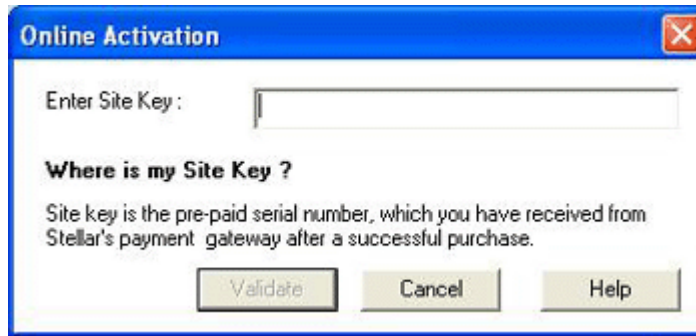 Online Activation
Enter Site Key :
Where is my Site Key ?
Site key is the pre-paid serial number, which you have received from
Stellar's payment gateway after a successful purchase.
Validate Cancel Help